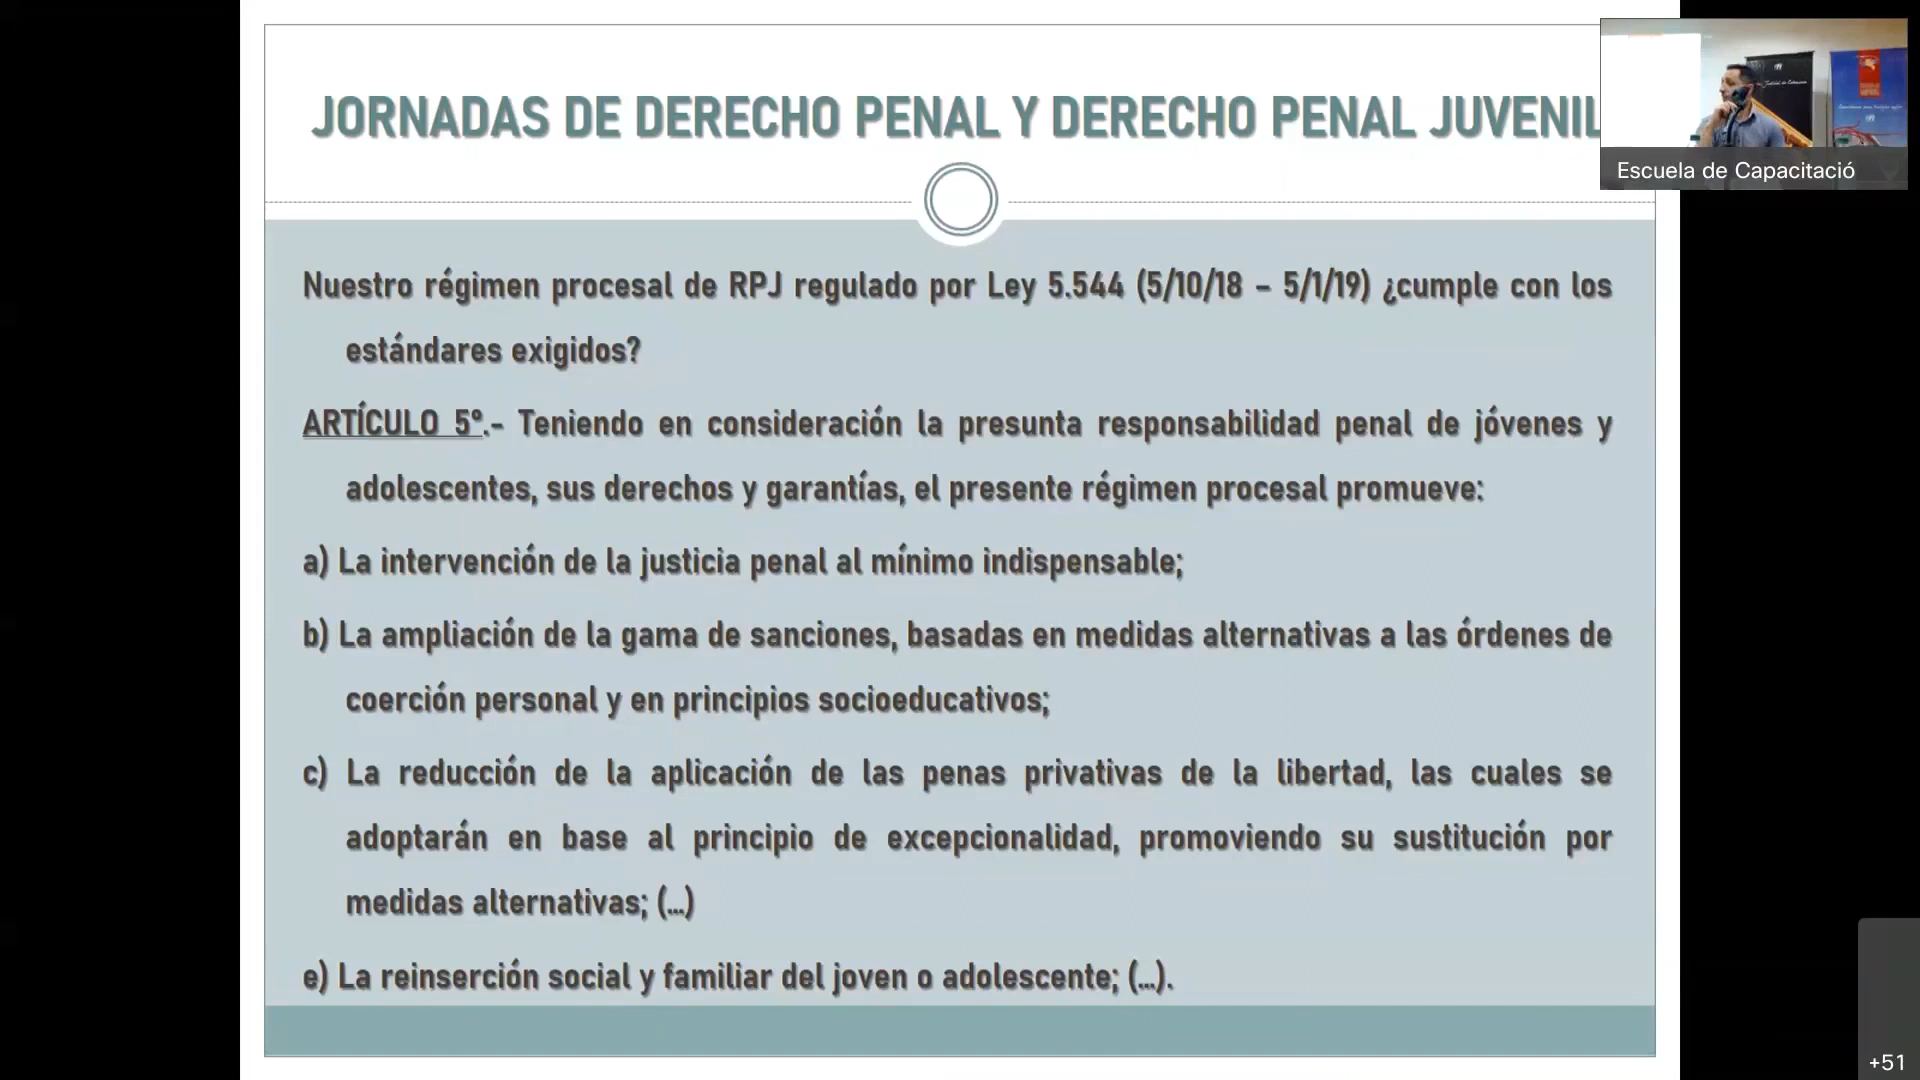 JORNADAS DE DERECHO PENAL Y DERECHO PENAL JUVENIL
Escuela de Capacitació
Nuestro régimen procesal de RPJ regulado por Ley 5.544 (5/10/18 – 5/1/19) ¿cumple con los
estándares exigidos?
ARTÍCULO 5º.- Teniendo en consideración la presunta responsabilidad penal de jóvenes y
adolescentes, sus derechos y garantías, el presente régimen procesal promueve:
a) La intervención de la justicia penal al mínimo indispensable;
b) La ampliación de la gama de sanciones, basadas en medidas alternativas a las órdenes de
coerción personal y en principios socioeducativos;
c) La reducción de la aplicación de las penas privativas de la libertad, las cuales se
adoptarán en base al principio de excepcionalidad, promoviendo su sustitución por
medidas alternativas; (...)
e) La reinserción social y familiar del joven o adolescente; (...).
+51